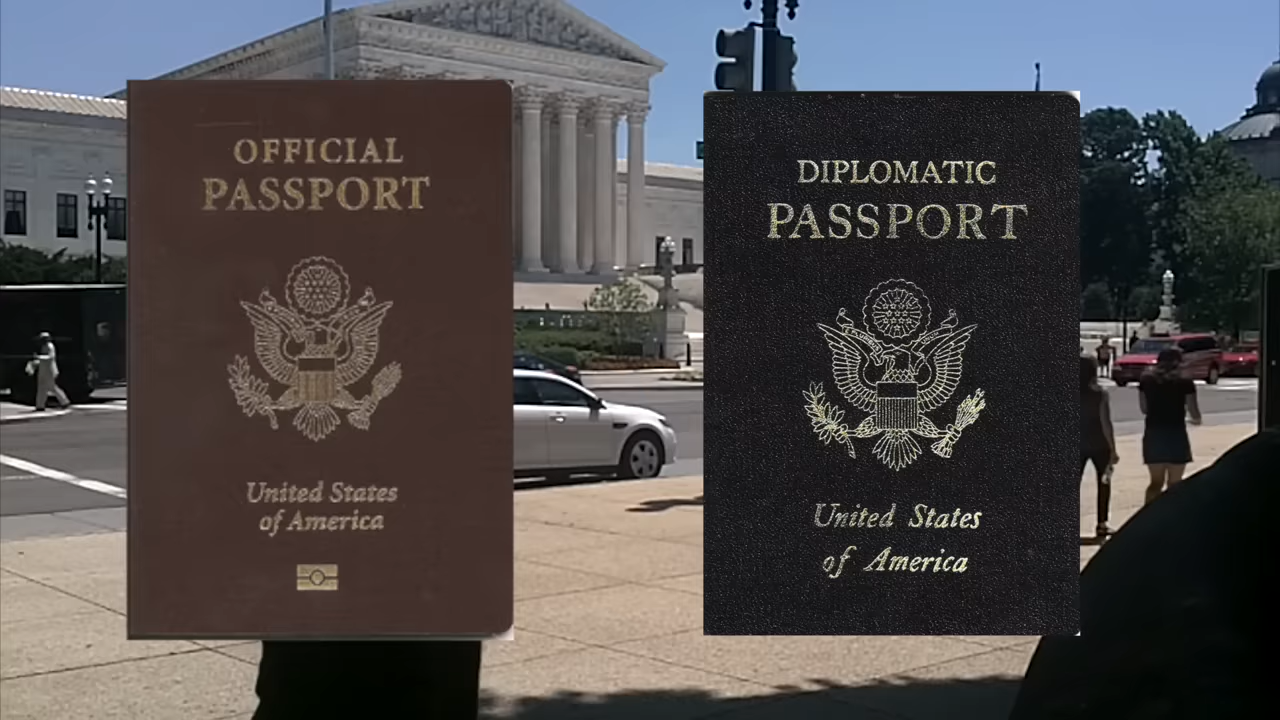 OFFICIAL
PASSPORT
United States
of America
DIPLOMATIC
PASSPORT
United States
of America